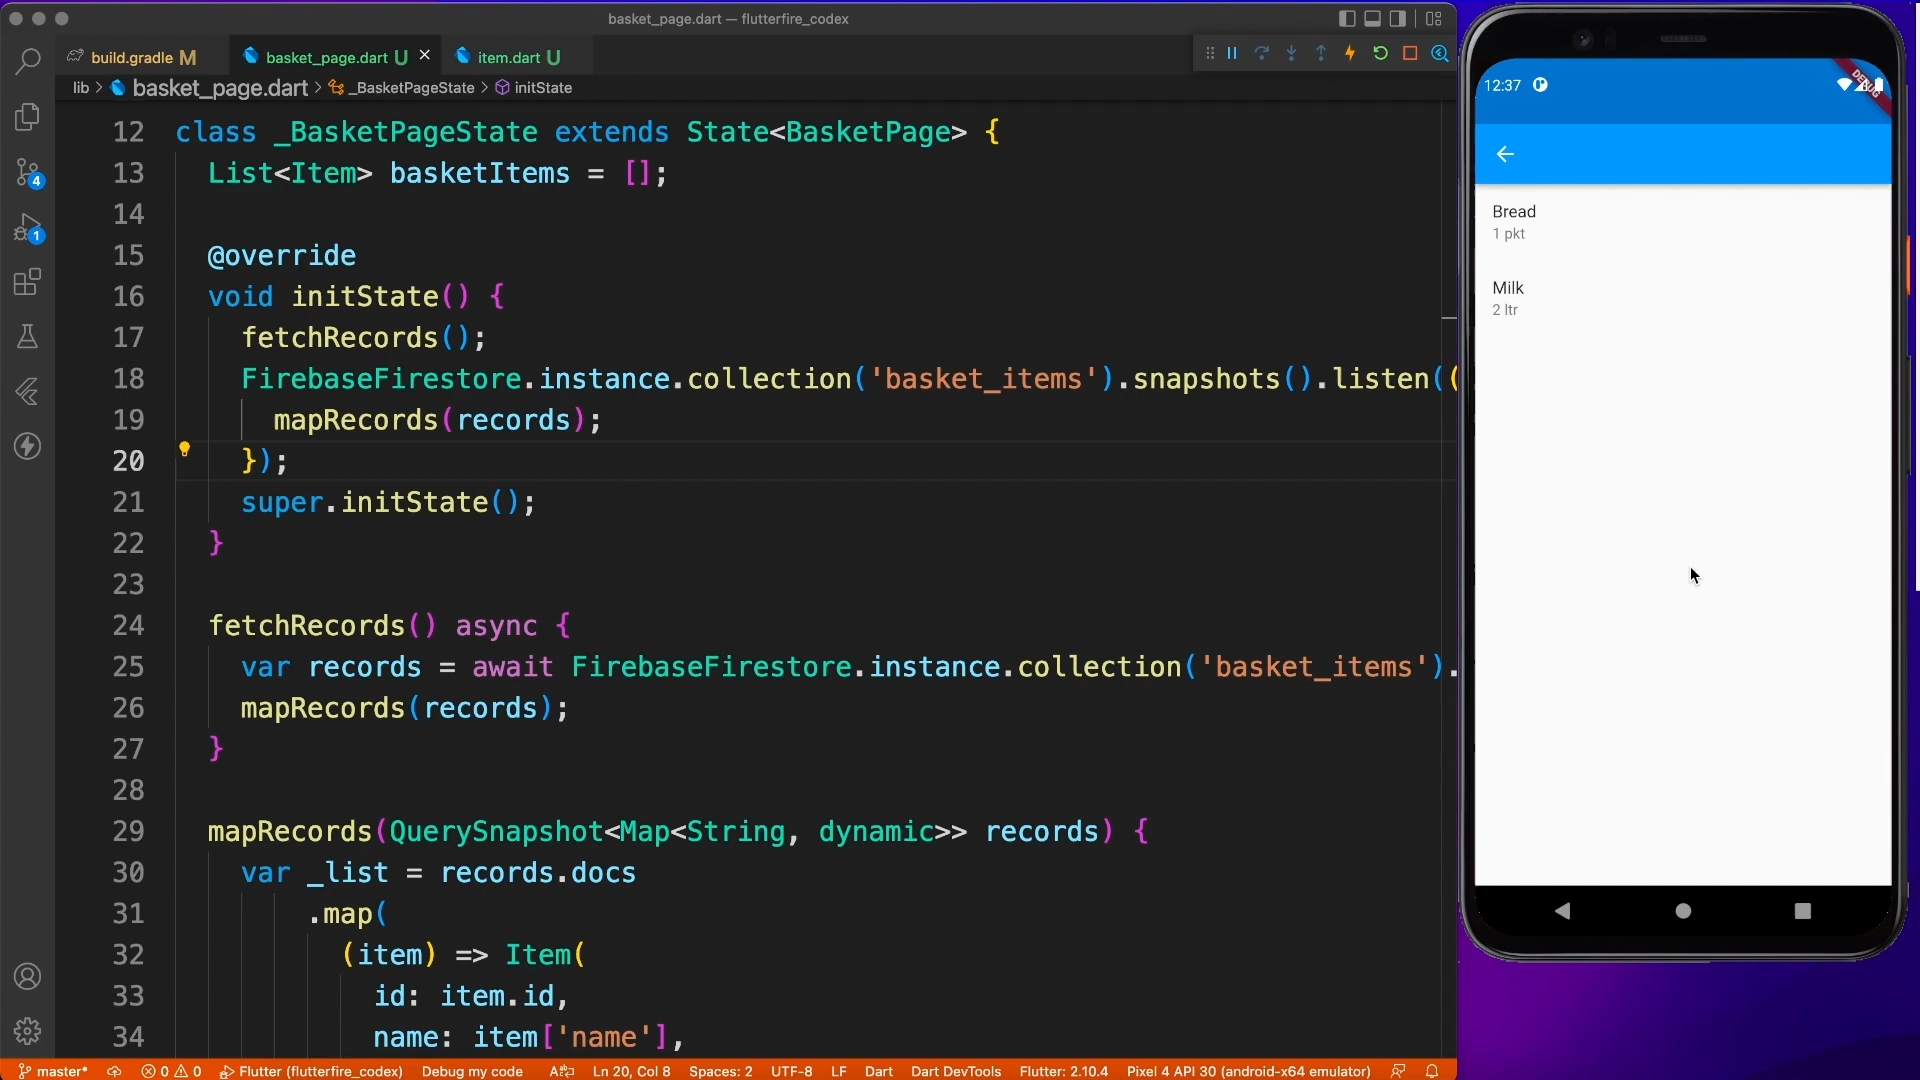 basket_page.dart — flutterfire_codex
build.gradle M
basket_page.dart U
item.dart U
lib > basket_page.dart > _BasketPageState > initState
12 class _BasketPageState extends State<BasketPage> {
13 List<Item> basketItems = [];
14
15 @override
16 void initState() {
17 fetchRecords();
18 FirebaseFirestore.instance.collection('basket_items').snapshots().listen((
19 mapRecords(records);
20 });
21 super.initState();
22 }
23
24 fetchRecords() async {
25 var records = await FirebaseFirestore.instance.collection('basket_items').
26 mapRecords(records);
27 }
28
29 mapRecords(QuerySnapshot<Map<String, dynamic>> records) {
30 var _list = records.docs
31 .map(
32 (item) => Item(
33 id: item.id,
34 name: item['name'],
4
1
master* 0 0 Flutter (flutterfire_codex) Debug my code Ln 20, Col 8 Spaces: 2 UTF-8 LF Dart Dart DevTools Flutter: 2.10.4 Pixel 4 API 30 (android-x64 emulator)
12:37
DEBUG
Bread
1 pkt
Milk
2 ltr